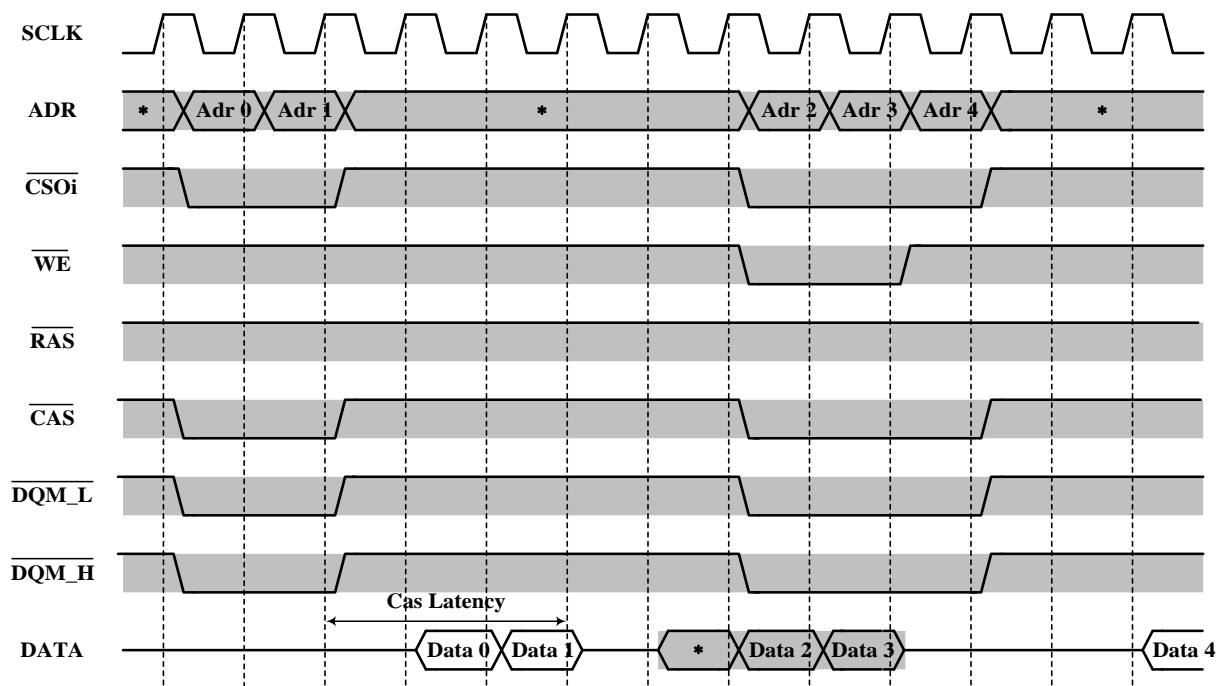 SCLK
ADR * Adr 0 Adr 1 * Adr 2 Adr 3 Adr 4 *
CSOi
WE
RAS
CAS
DQM_L
DQM_H
Cas Latency
DATA Data 0 Data 1 * Data 2 Data 3 Data 4